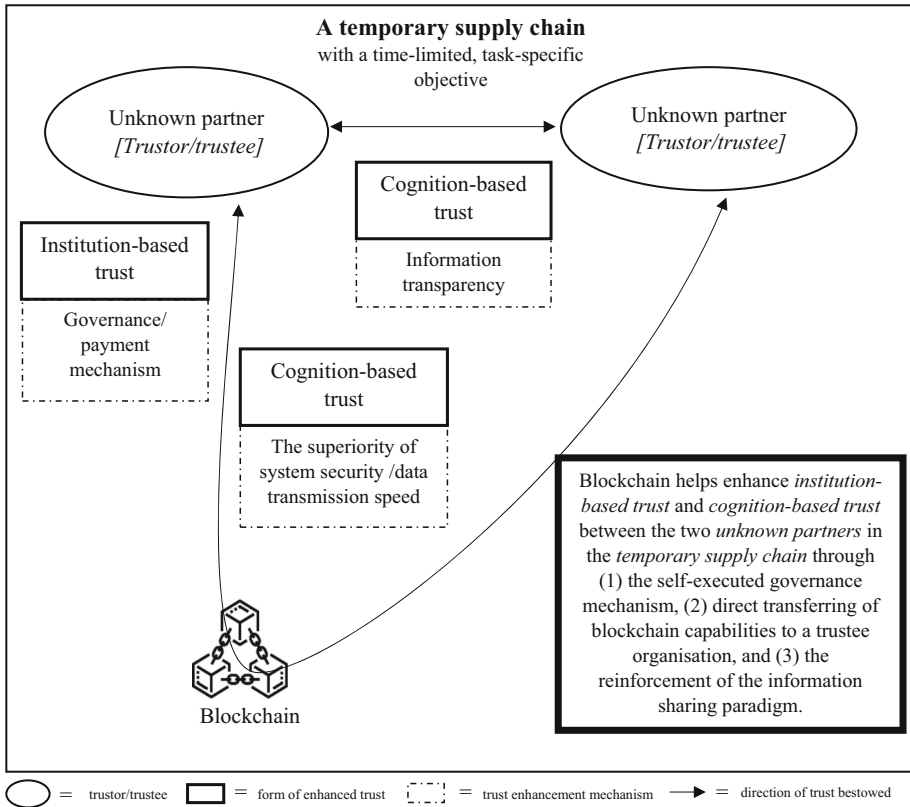 A temporary supply chain
with a time-limited, task-specific
objective
Unknown partner
[Trustor/trustee]
Unknown partner
[Trustor/trustee]
Cognition-based
trust
Information
transparency
Institution-based
trust
Governance/
payment
mechanism
Cognition-based
trust
The superiority of
system security /data
transmission speed
Blockchain helps enhance institution-
based trust and cognition-based trust
between the two unknown partners in
the temporary supply chain through
(1) the self-executed governance
mechanism, (2) direct transferring of
blockchain capabilities to a trustee
organisation, and (3) the
reinforcement of the information
sharing paradigm.
Blockchain
= trustor/trustee
= form of enhanced trust
= trust enhancement mechanism
= direction of trust bestowed